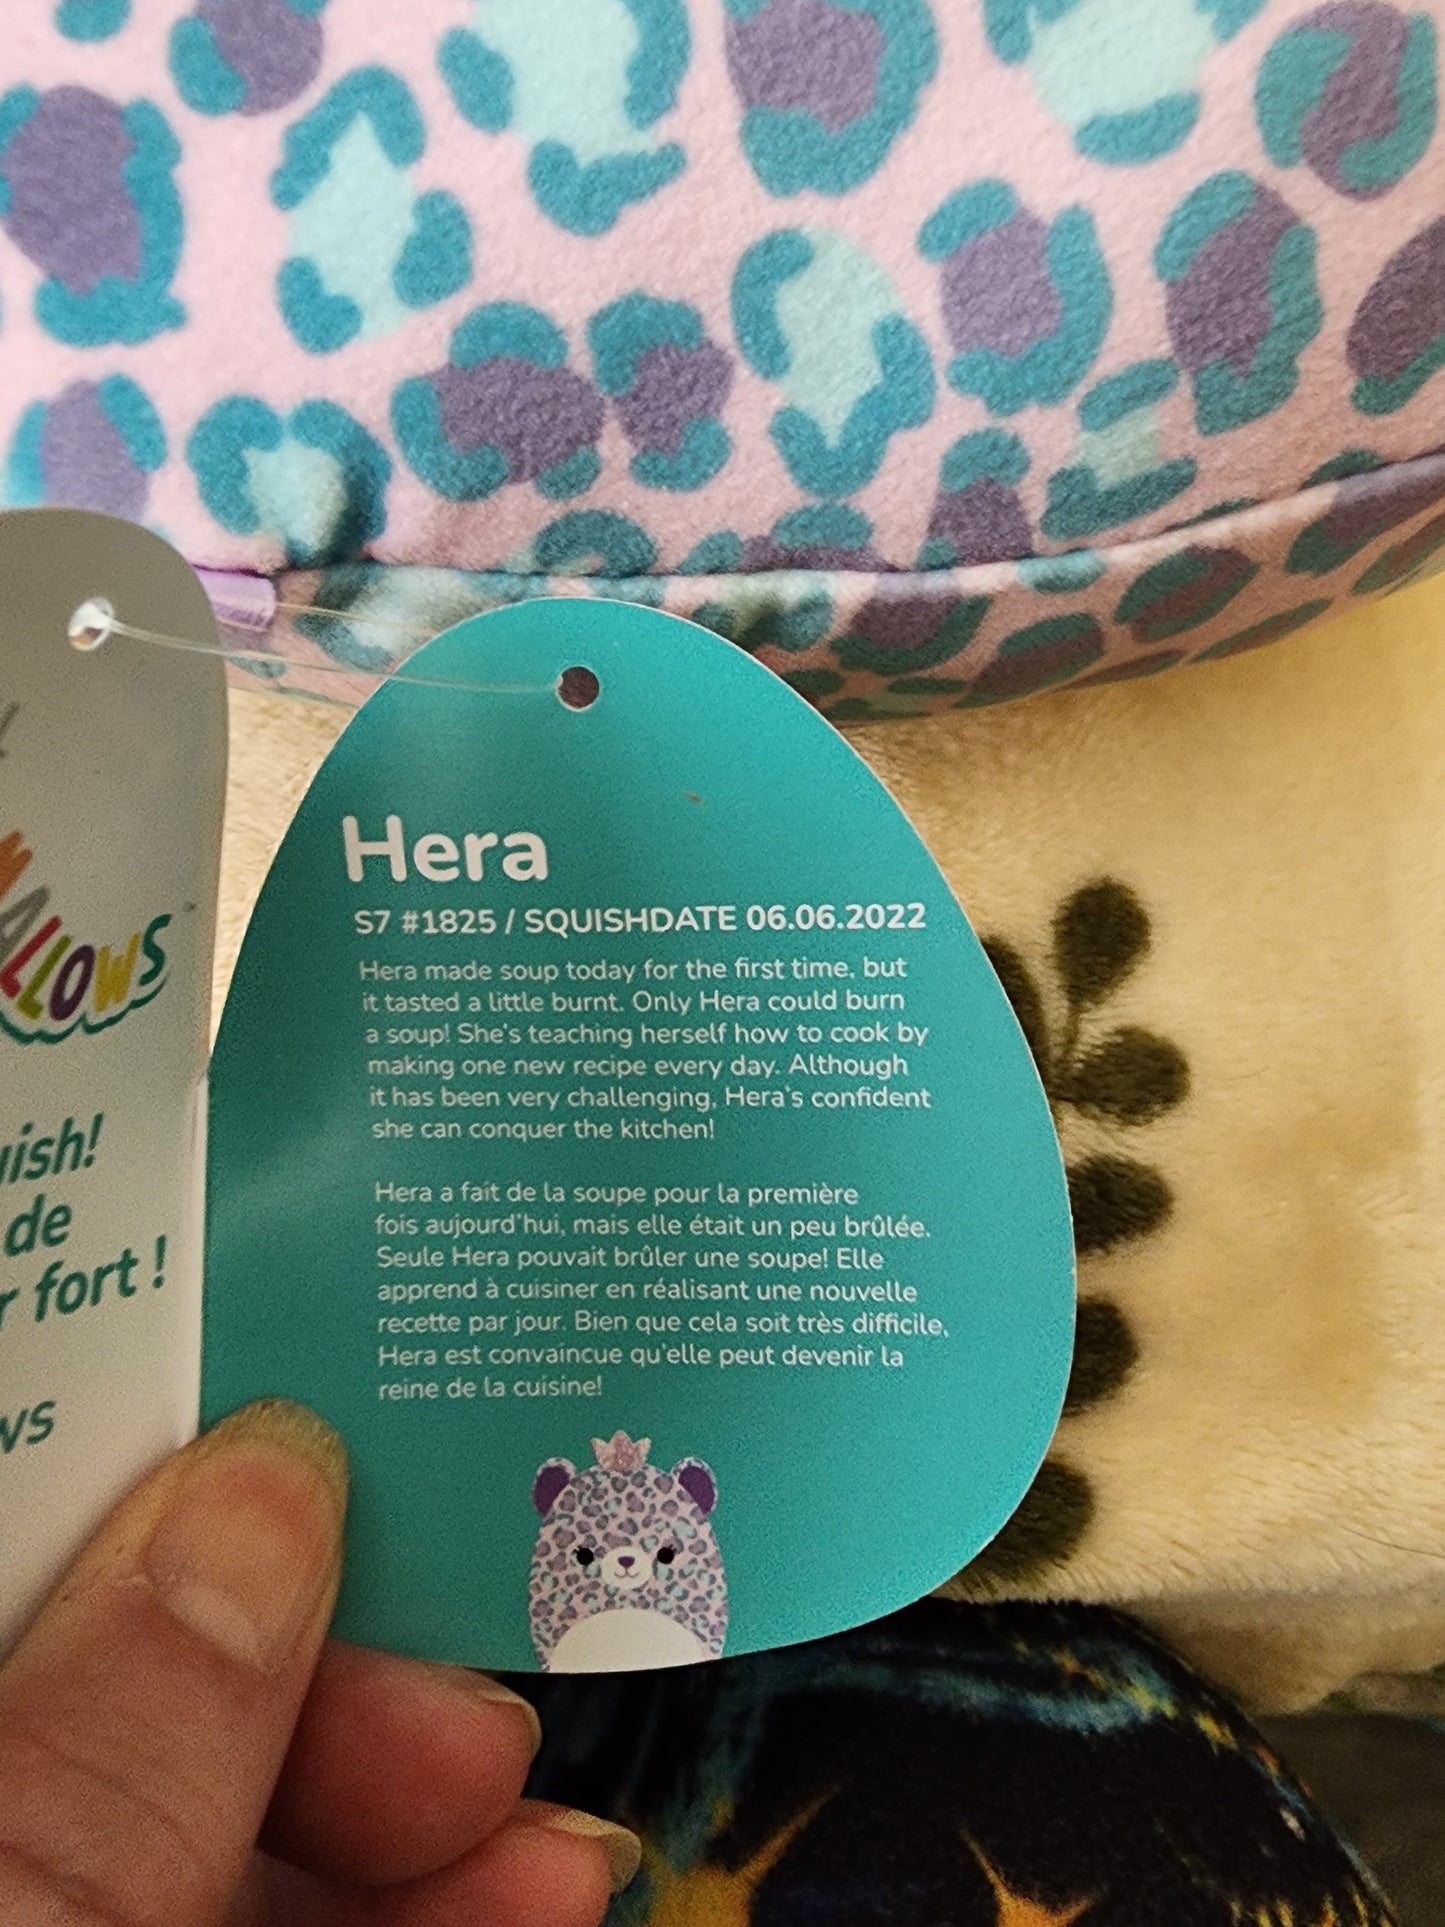 ALLOWS™
de
fort !
Hera
S7 #1825 / SQUISHDATE 06.06.2022
Hera made soup today for the first time, but
it tasted a little burnt. Only Hera could burn
a soup! She's teaching herself how to cook by
making one new recipe every day. Although
it has been very challenging, Hera's confident
she can conquer the kitchen!
Hera a fait de la soupe pour la première
fois aujourd'hui, mais elle était un peu brûlée.
Seule Hera pouvait brûler une soupe! Elle
apprend à cuisiner en réalisant une nouvelle
recette par jour. Bien que cela soit très difficile,
Hera est convaincue qu'elle peut devenir la
reine de la cuisine!